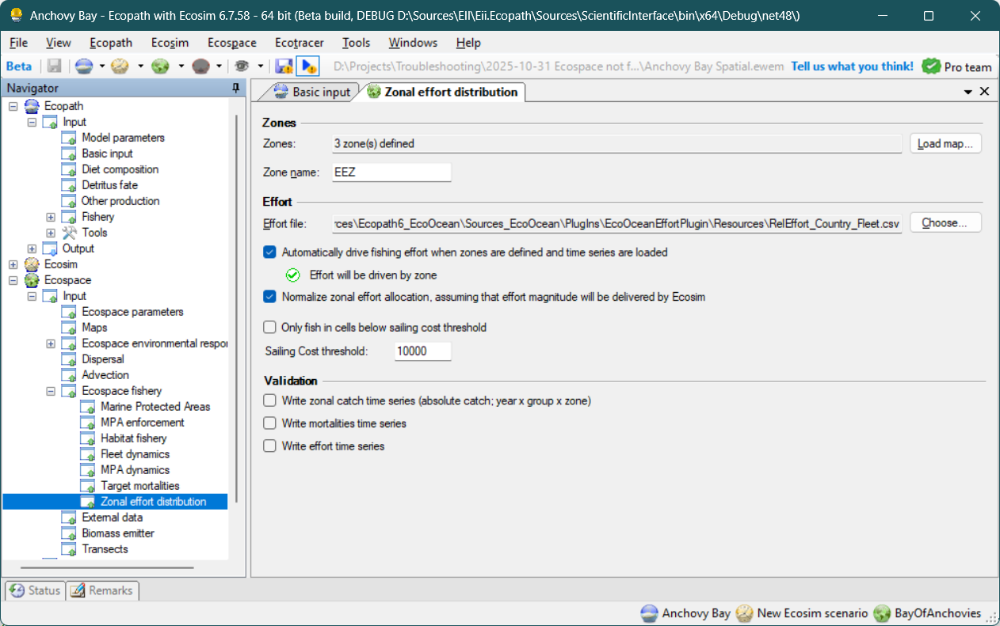 Anchovy Bay - Ecopath with Ecosim 6.7.58 - 64 bit (Beta build, DEBUG D:\Sources\EII\Eii.Ecopath\Sources\ScientificInterface\bin\x64\Debug\net48\)
File View Ecopath Ecosim Ecospace Ecotracer Tools Windows Help
Beta D:\Projects\Troubleshooting\2025-10-31 Ecospace not f...\Anchovy Bay Spatial.ewem Tell us what you think! Pro team
Navigator
Ecopath
Input
Model parameters
Basic input
Diet composition
Detritus fate
Other production
Fishery
Tools
Output
Ecosim
Ecospace
Input
Ecospace parameters
Maps
Ecospace environmental respor
Dispersal
Advection
Ecospace fishery
Marine Protected Areas
MPA enforcement
Habitat fishery
Fleet dynamics
MPA dynamics
Target mortalities
Zonal effort distribution
External data
Biomass emitter
Transects
Basic input Zonal effort distribution
Zones
Zones: 3 zone(s) defined Load map...
Zone name: EEZ
Effort
Effort file: rces\Ecopath6_EcoOcean\Sources_EcoOcean\PlugIns\EcoOceanEffortPlugin\Resources\RelEffort_Country_Fleet.csv Choose...
Automatically drive fishing effort when zones are defined and time series are loaded
Effort will be driven by zone
Normalize zonal effort allocation, assuming that effort magnitude will be delivered by Ecosim
Only fish in cells below sailing cost threshold
Sailing Cost threshold: 10000
Validation
Write zonal catch time series (absolute catch; year x group x zone)
Write mortalities time series
Write effort time series
Status Remarks
Anchovy Bay New Ecosim scenario BayOfAnchovies